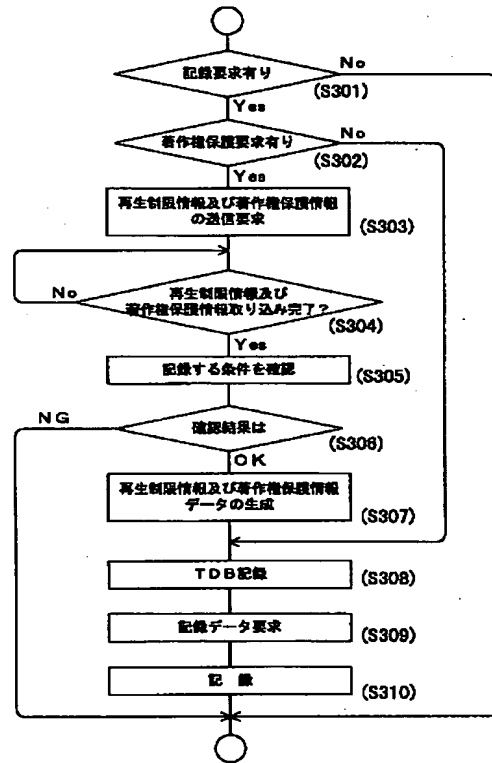 記録要求有り
No
(S301)
Yes
著作権保護要求有り
No
(S302)
Yes
再生制限情報及び著作権保護情報
の送信要求
(S303)
No
再生制限情報及び
著作権保護情報取り込み完了?
(S304)
Yes
記録する条件を確認
(S305)
NG
確認結果は
(S306)
OK
再生制限情報及び著作権保護情報
データの生成
(S307)
TDB記録
(S308)
記録データ要求
(S309)
記 録
(S310)